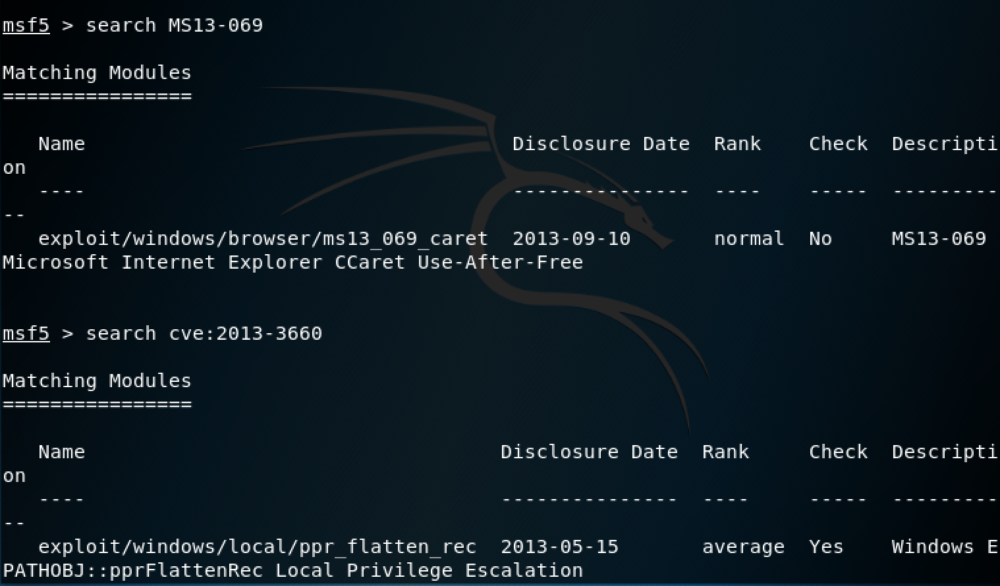 msf5 > search MS13-069
Matching Modules
================
   Name                                    Disclosure Date  Rank    Check  Descripti
on
   ----                                    ---------------  ----    -----  ---------
--
   exploit/windows/browser/ms13_069_caret  2013-09-10       normal  No     MS13-069
Microsoft Internet Explorer CCaret Use-After-Free
msf5 > search cve:2013-3660
Matching Modules
================
   Name                                   Disclosure Date  Rank     Check  Descripti
on
   ----                                   ---------------  ----     -----  ---------
--
   exploit/windows/local/ppr_flatten_rec  2013-05-15       average  Yes    Windows E
PATHOBJ::pprFlattenRec Local Privilege Escalation